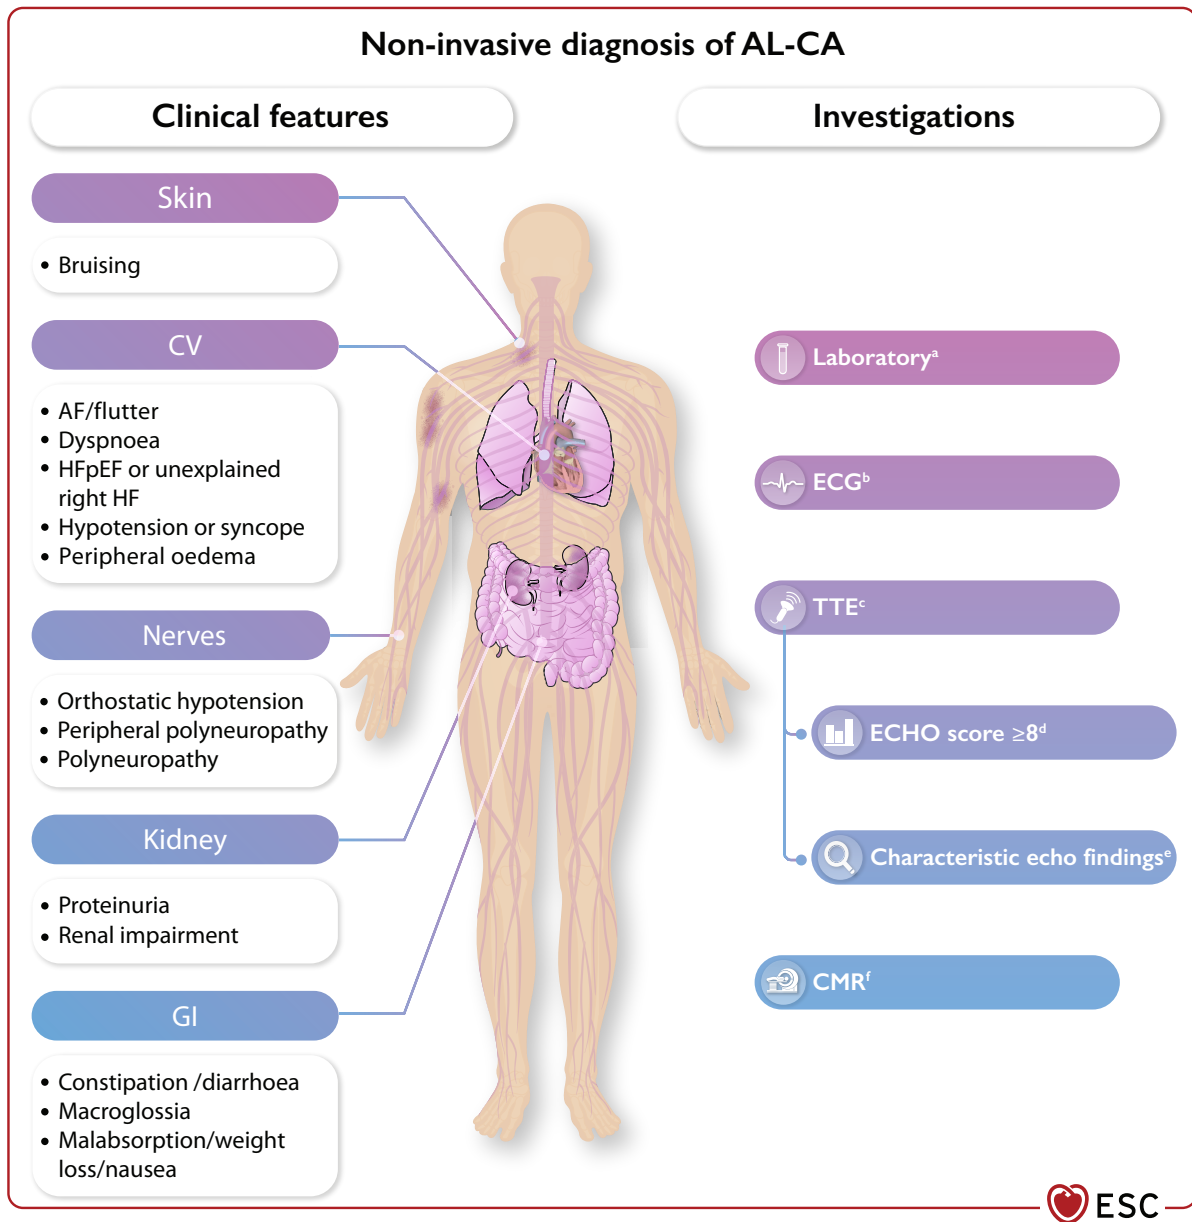 Non-invasive diagnosis of AL-CA
Clinical features
Skin
• Bruising
CV
• AF/flutter
• Dyspnoea
• HFpEF or unexplained
right HF
• Hypotension or syncope
• Peripheral oedema
Nerves
• Orthostatic hypotension
• Peripheral polyneuropathy
• Polyneuropathy
Kidney
• Proteinuria
• Renal impairment
GI
• Constipation /diarrhoea
• Macroglossia
• Malabsorption/weight
loss/nausea
Investigations
Laboratoryᵃ
ECGᵇ
TTEᶜ
ECHO score ≥8ᵈ
Characteristic echo findingsᵉ
CMRᶠ
ESC